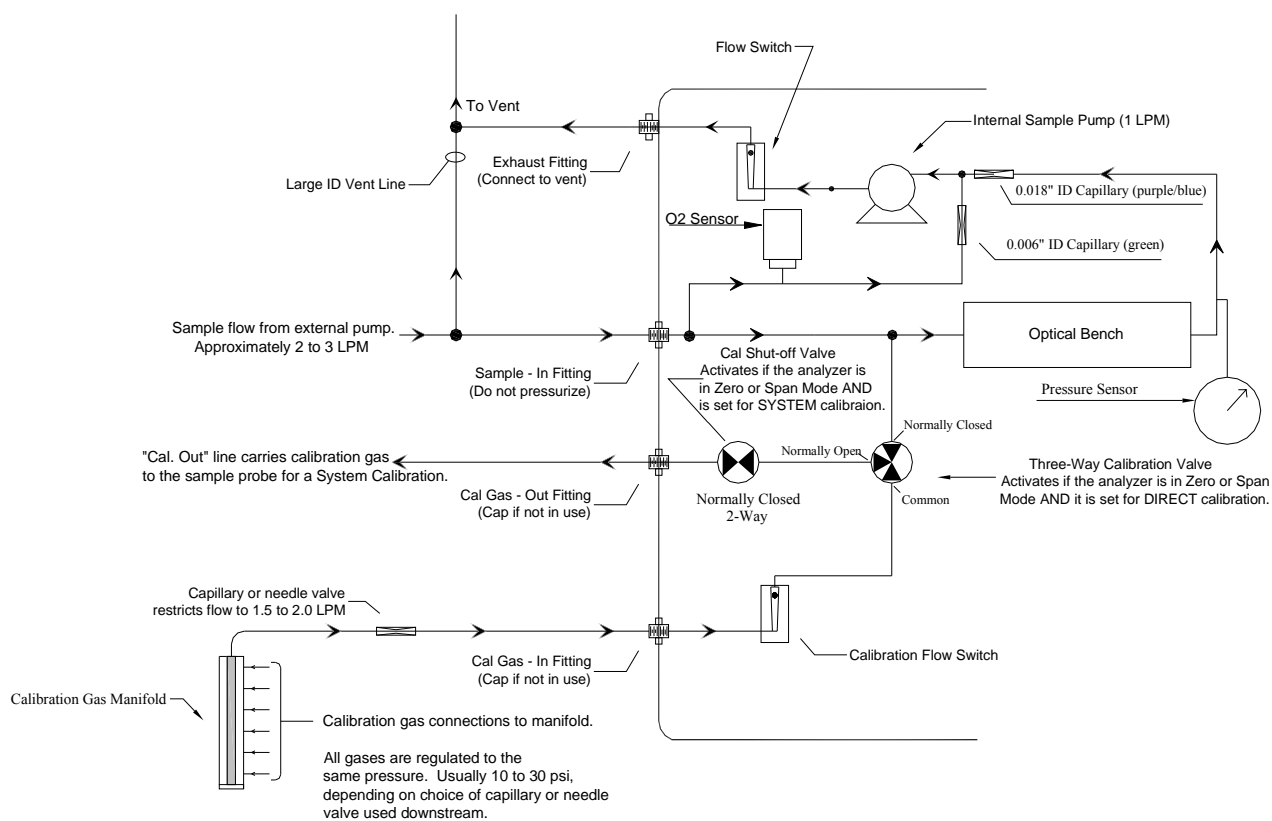 Flow Switch
To Vent
Internal Sample Pump (1 LPM)
Exhaust Fitting
(Connect to vent)
Large ID Vent Line
0.018" ID Capillary (purple/blue)
O2 Sensor
0.006" ID Capillary (green)
Sample flow from external pump.
Approximately 2 to 3 LPM
Optical Bench
Sample - In Fitting
(Do not pressurize)
Cal Shut-off Valve
Activates if the analyzer is
in Zero or Span Mode AND
is set for SYSTEM calibraion.
Pressure Sensor
Normally Closed
"Cal. Out" line carries calibration gas
to the sample probe for a System Calibration.
Normally Open
Three-Way Calibration Valve
Activates if the analyzer is in Zero or Span
Mode AND it is set for DIRECT calibration.
Cal Gas - Out Fitting
(Cap if not in use)
Normally Closed
2-Way
Common
Capillary or needle valve
restricts flow to 1.5 to 2.0 LPM
Cal Gas - In Fitting
(Cap if not in use)
Calibration Flow Switch
Calibration Gas Manifold
Calibration gas connections to manifold.
All gases are regulated to the
same pressure. Usually 10 to 30 psi,
depending on choice of capillary or needle
valve used downstream.